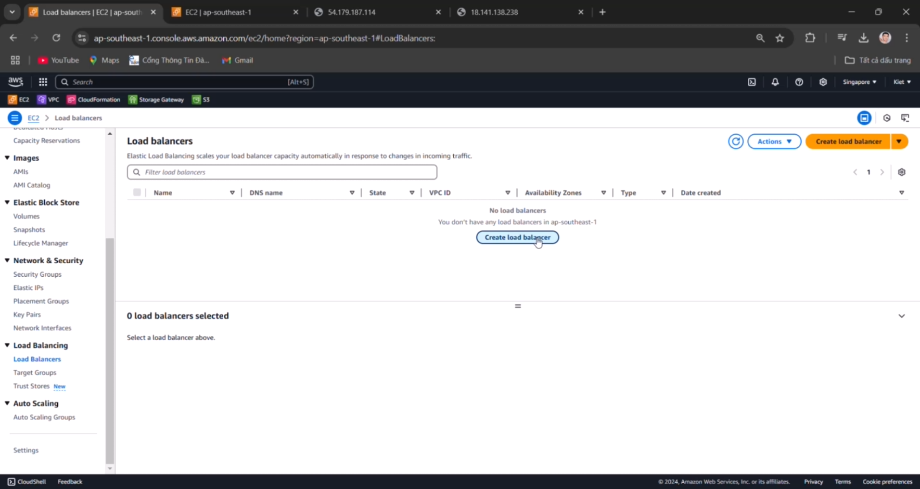 Load balancers | EC2 | ap-south
EC2 | ap-southeast-1
54.179.187.114
18.141.138.238
ap-southeast-1.console.aws.amazon.com/ec2/home?region=ap-southeast-1#LoadBalancers:
YouTube
Maps
Cổng Thông Tin Đà...
Gmail
Tất cả dấu trang
aws
Search
[Alt+S]
Singapore
Kiet
EC2
VPC
CloudFormation
Storage Gateway
S3
EC2
Load balancers
Capacity Reservations
Images
AMIs
AMI Catalog
Elastic Block Store
Volumes
Snapshots
Lifecycle Manager
Network & Security
Security Groups
Elastic IPs
Placement Groups
Key Pairs
Network Interfaces
Load Balancing
Load Balancers
Target Groups
Trust Stores New
Auto Scaling
Auto Scaling Groups
Settings
Load balancers
Actions
Create load balancer
Elastic Load Balancing scales your load balancer capacity automatically in response to changes in incoming traffic.
Filter load balancers
1
Name
DNS name
State
VPC ID
Availability Zones
Type
Date created
No load balancers
You don't have any load balancers in ap-southeast-1
Create load balancer
0 load balancers selected
Select a load balancer above.
CloudShell
Feedback
© 2024, Amazon Web Services, Inc. or its affiliates.
Privacy
Terms
Cookie preferences